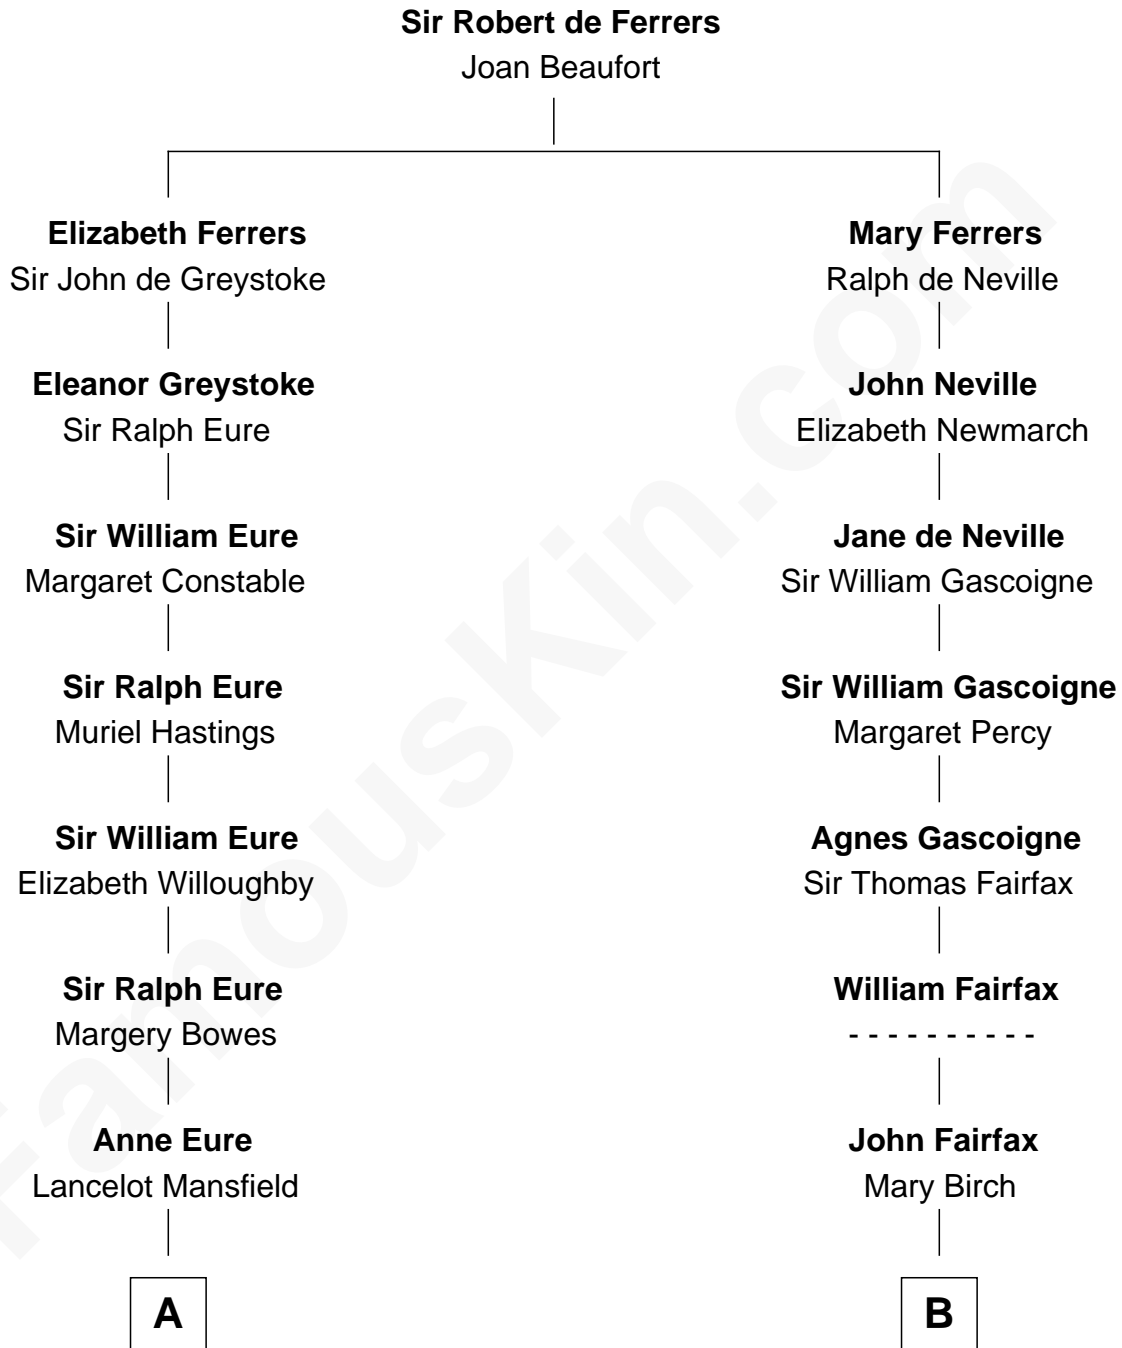 Sir Robert de Ferrers
Joan Beaufort
Elizabeth Ferrers
Sir John de Greystoke
Mary Ferrers
Ralph de Neville
Eleanor Greystoke
Sir Ralph Eure
John Neville
Elizabeth Newmarch
Sir William Eure
Margaret Constable
Jane de Neville
Sir William Gascoigne
Sir Ralph Eure
Muriel Hastings
Sir William Gascoigne
Margaret Percy
Sir William Eure
Elizabeth Willoughby
Agnes Gascoigne
Sir Thomas Fairfax
Sir Ralph Eure
Margery Bowes
William Fairfax
- - - - - - - - - -
Anne Eure
Lancelot Mansfield
John Fairfax
Mary Birch
A
B
FamousKin.com